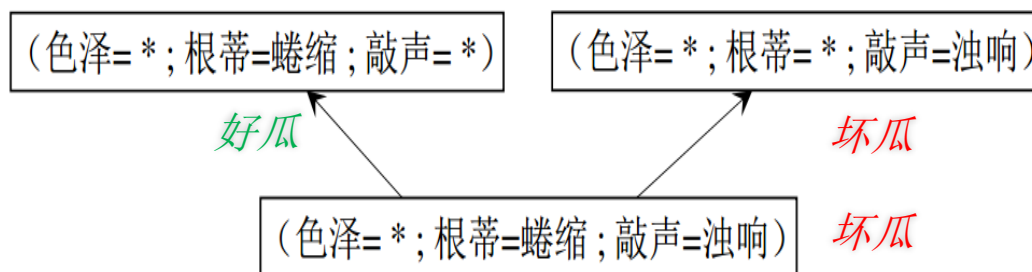 （色泽=*；根蒂=蜷缩；敲声=*）
（色泽=*；根蒂=*；敲声=浊响）
好瓜
坏瓜
（色泽=*；根蒂=蜷缩；敲声=浊响）
坏瓜